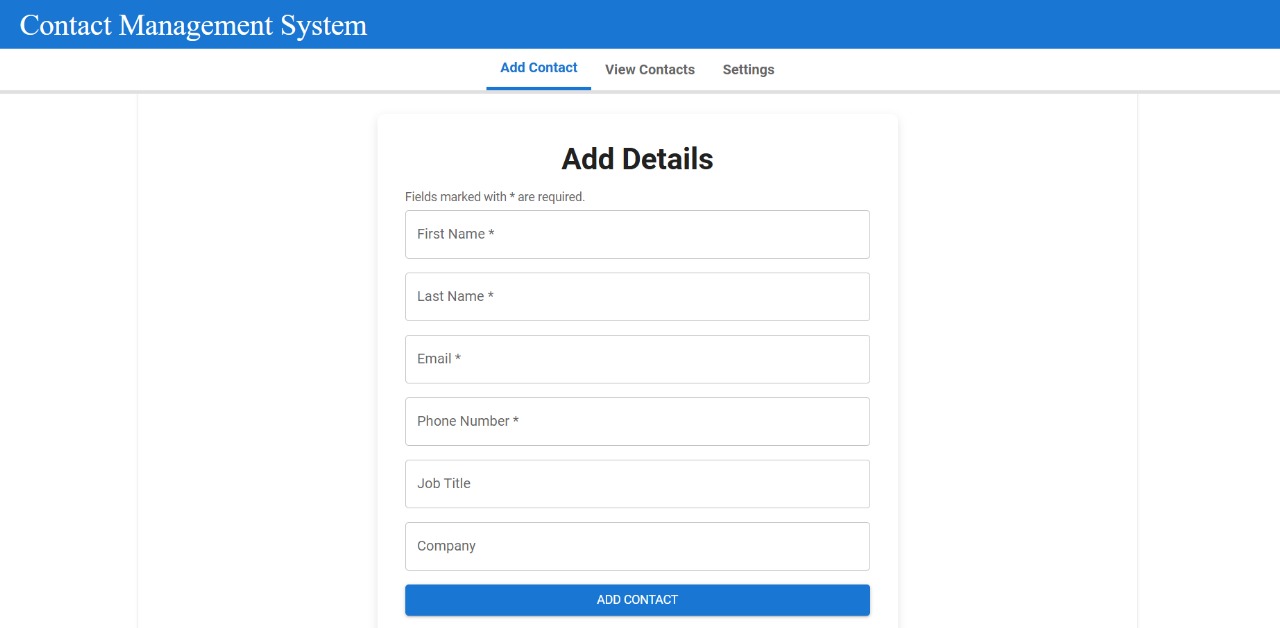 Contact Management System
Add Contact View Contacts Settings
Add Details
Fields marked with * are required.
First Name *
Last Name *
Email *
Phone Number *
Job Title
Company
ADD CONTACT